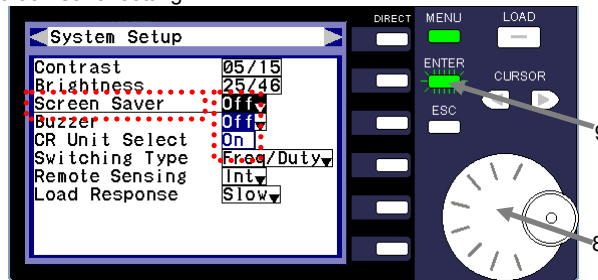 System Setup
Contrast 05/15
Brightness 25/46
Screen Saver Off
Buzzer Off
CR Unit Select On
Switching Type Freq/Duty
Remote Sensing Int
Load Response Slow
DIRECT
MENU
LOAD
ENTER
CURSOR
ESC
8